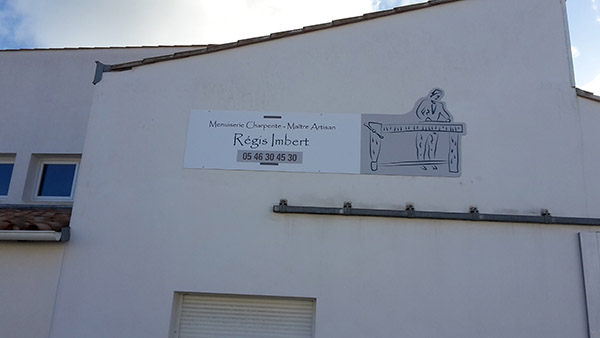 Menuiserie Charpente - Maître Artisan
Régis Imbert
05 46 30 45 30